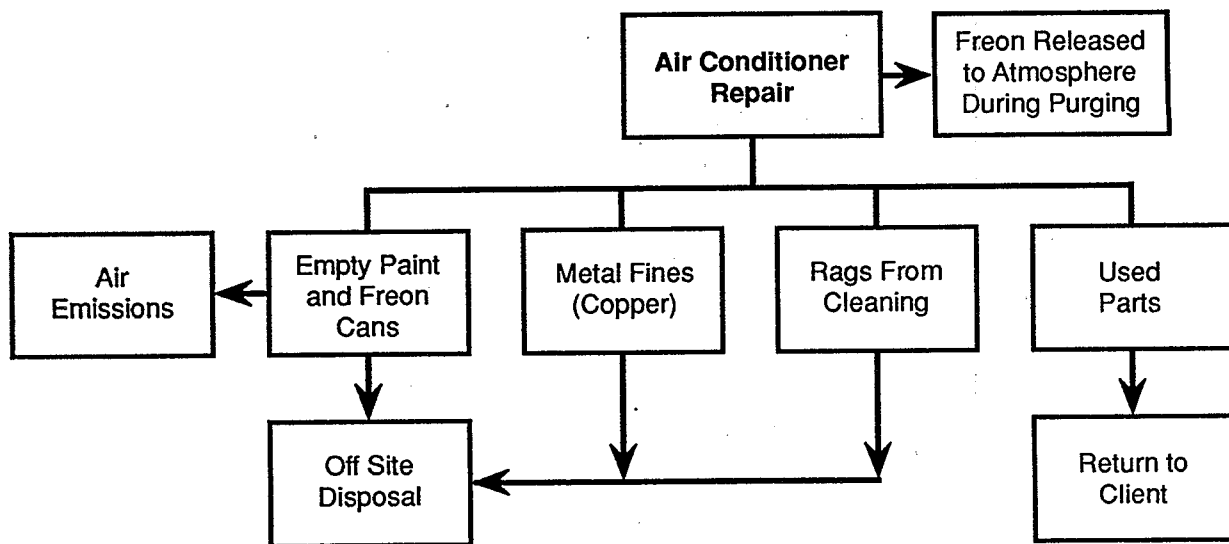 Air Conditioner
Repair
Freon Released
to Atmosphere
During Purging
Air
Emissions
Empty Paint
and Freon
Cans
Metal Fines
(Copper)
Rags From
Cleaning
Used
Parts
Off Site
Disposal
Return to
Client